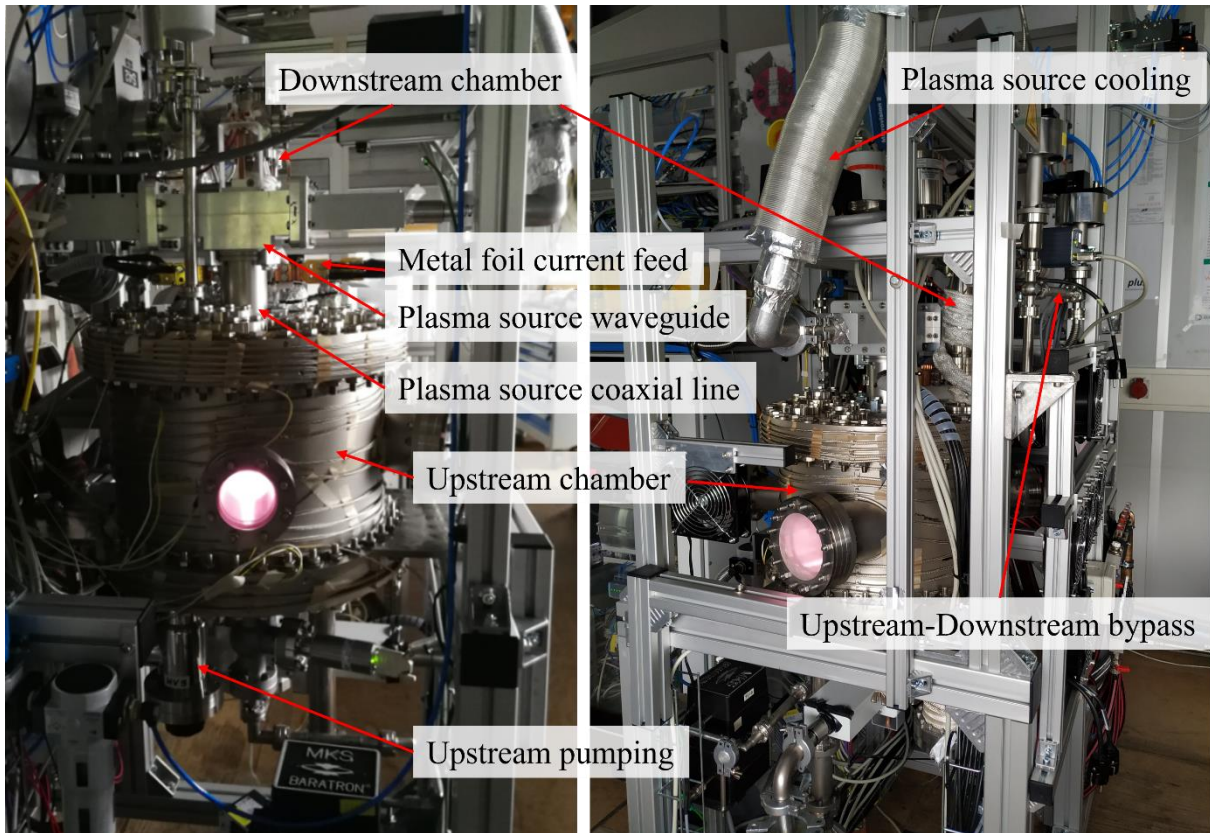 Downstream chamber
Plasma source cooling
Metal foil current feed
Plasma source waveguide
Plasma source coaxial line
Upstream chamber
Upstream-Downstream bypass
Upstream pumping
MKS
BARATRON